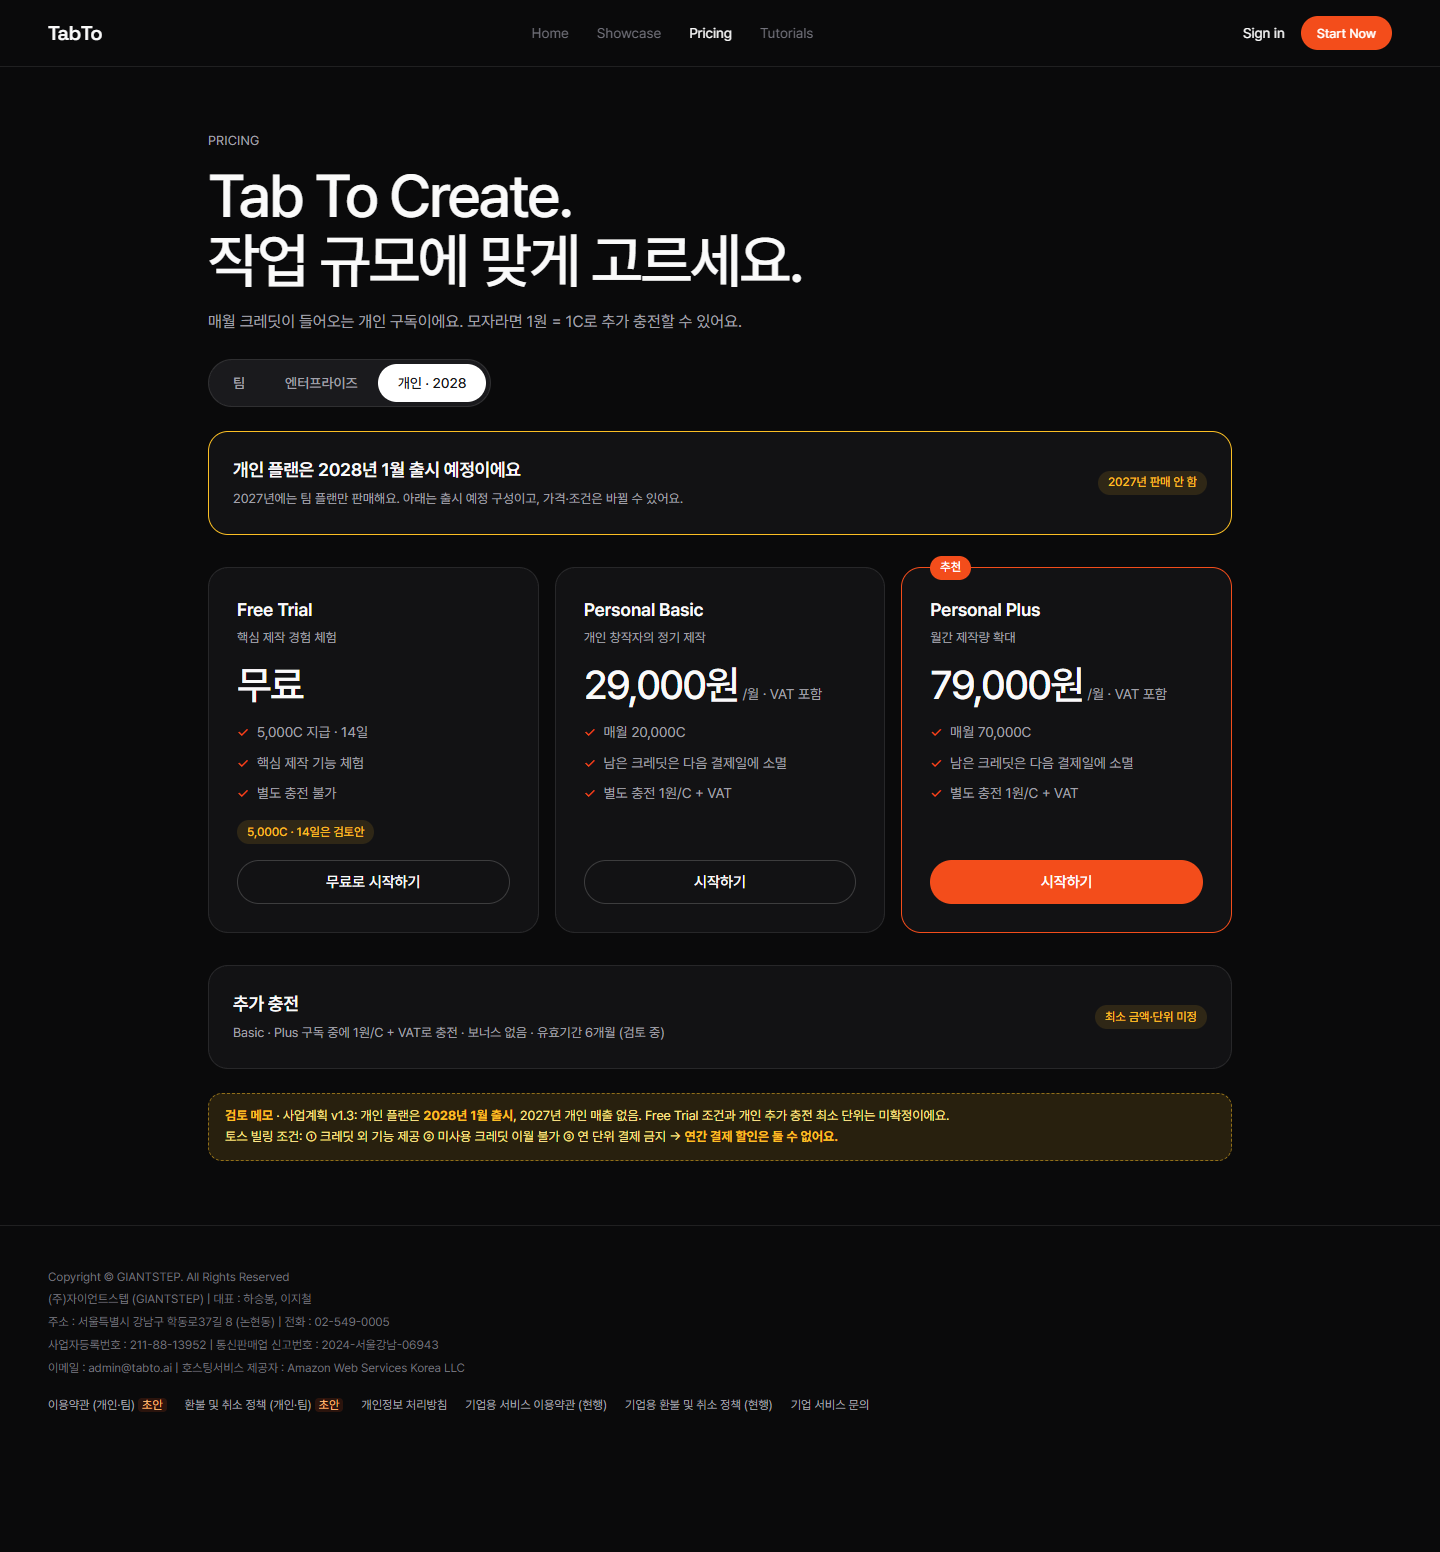 TabTo
Home
Showcase
Pricing
Tutorials
Sign in
Start Now
PRICING
Tab To Create.
작업 규모에 맞게 고르세요.
매월 크레딧이 들어오는 개인 구독이에요. 모자라면 1원 = 1C로 추가 충전할 수 있어요.
팀
엔터프라이즈
개인 · 2028
개인 플랜은 2028년 1월 출시 예정이에요
2027년에는 팀 플랜만 판매해요. 아래는 출시 예정 구성이고, 가격·조건은 바뀔 수 있어요.
2027년 판매 안 함
Free Trial
핵심 제작 경험 체험
무료
✓ 5,000C 지급 · 14일
✓ 핵심 제작 기능 체험
✓ 별도 충전 불가
5,000C · 14일은 검토안
무료로 시작하기
Personal Basic
개인 창작자의 정기 제작
29,000원 /월 · VAT 포함
✓ 매월 20,000C
✓ 남은 크레딧은 다음 결제일에 소멸
✓ 별도 충전 1원/C + VAT
시작하기
추천
Personal Plus
월간 제작량 확대
79,000원 /월 · VAT 포함
✓ 매월 70,000C
✓ 남은 크레딧은 다음 결제일에 소멸
✓ 별도 충전 1원/C + VAT
시작하기
추가 충전
Basic · Plus 구독 중에 1원/C + VAT로 충전 · 보너스 없음 · 유효기간 6개월 (검토 중)
최소 금액·단위 미정
검토 메모 · 사업계획 v1.3: 개인 플랜은 2028년 1월 출시, 2027년 개인 매출 없음. Free Trial 조건과 개인 추가 충전 최소 단위는 미확정이에요.
토스 빌링 조건: ① 크레딧 외 기능 제공 ② 미사용 크레딧 이월 불가 ③ 연 단위 결제 금지 → 연간 결제 할인은 둘 수 없어요.
Copyright © GIANTSTEP. All Rights Reserved
(주)자이언트스텝 (GIANTSTEP) | 대표 : 하승봉, 이지철
주소 : 서울특별시 강남구 학동로37길 8 (논현동) | 전화 : 02-549-0005
사업자등록번호 : 211-88-13952 | 통신판매업 신고번호 : 2024-서울강남-06943
이메일 : admin@tabto.ai | 호스팅서비스 제공자 : Amazon Web Services Korea LLC
이용약관 (개인·팀) 초안
환불 및 취소 정책 (개인·팀) 초안
개인정보 처리방침
기업용 서비스 이용약관 (현행)
기업용 환불 및 취소 정책 (현행)
기업 서비스 문의